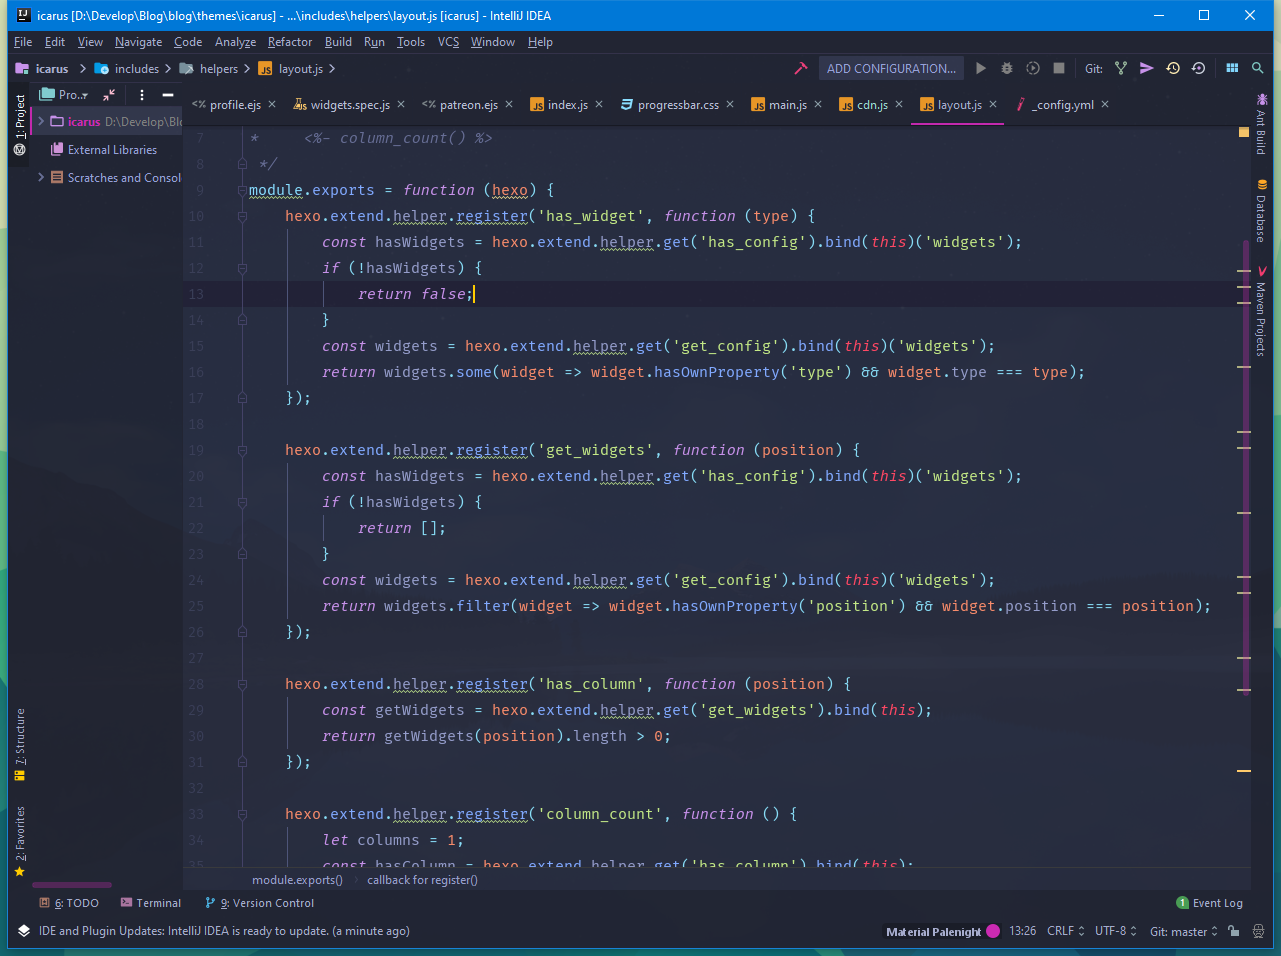 icarus [D:\Develop\Blog\blog\themes\icarus] - ...\includes\helpers\layout.js [icarus] - IntelliJ IDEA
File Edit View Navigate Code Analyze Refactor Build Run Tools VCS Window Help
icarus includes helpers layout.js ADD CONFIGURATION... Git:
1: Project
Pro...
profile.ejs widgets.spec.js patreon.ejs index.js progressbar.css main.js cdn.js layout.js _config.yml
icarus D:\Develop\Blo
External Libraries
Scratches and Consol
7 *     <%- column_count() %>
8 */
9 module.exports = function (hexo) {
10 hexo.extend.helper.register('has_widget', function (type) {
11 const hasWidgets = hexo.extend.helper.get('has_config').bind(this)('widgets');
12 if (!hasWidgets) {
13 return false;
14 }
15 const widgets = hexo.extend.helper.get('get_config').bind(this)('widgets');
16 return widgets.some(widget => widget.hasOwnProperty('type') && widget.type === type);
17 });
18
19 hexo.extend.helper.register('get_widgets', function (position) {
20 const hasWidgets = hexo.extend.helper.get('has_config').bind(this)('widgets');
21 if (!hasWidgets) {
22 return [];
23 }
24 const widgets = hexo.extend.helper.get('get_config').bind(this)('widgets');
25 return widgets.filter(widget => widget.hasOwnProperty('position') && widget.position === position);
26 });
27
28 hexo.extend.helper.register('has_column', function (position) {
29 const getWidgets = hexo.extend.helper.get('get_widgets').bind(this);
30 return getWidgets(position).length > 0;
31 });
32
33 hexo.extend.helper.register('column_count', function () {
34 let columns = 1;
35 const hasColumn = hexo.extend.helper.get('has_column').bind(this);
Ant Build
Database
Maven Projects
7: Structure
2: Favorites
module.exports() callback for register()
6: TODO Terminal 9: Version Control 1 Event Log
IDE and Plugin Updates: IntelliJ IDEA is ready to update. (a minute ago) Material Palenight 13:26 CRLF UTF-8 Git: master